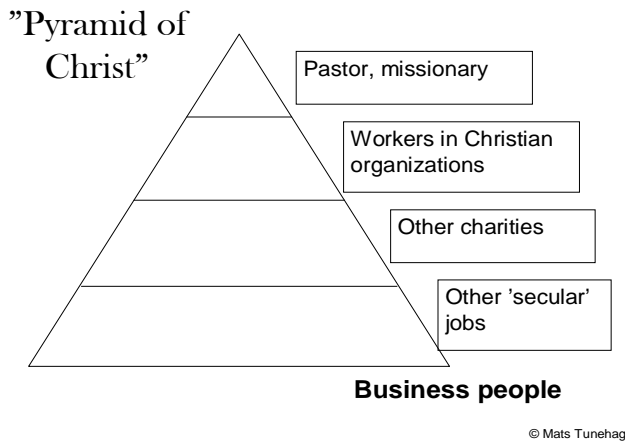 ”Pyramid of
Christ”
Pastor, missionary
Workers in Christian
organizations
Other charities
Other ’secular’
jobs
Business people
© Mats Tunehag